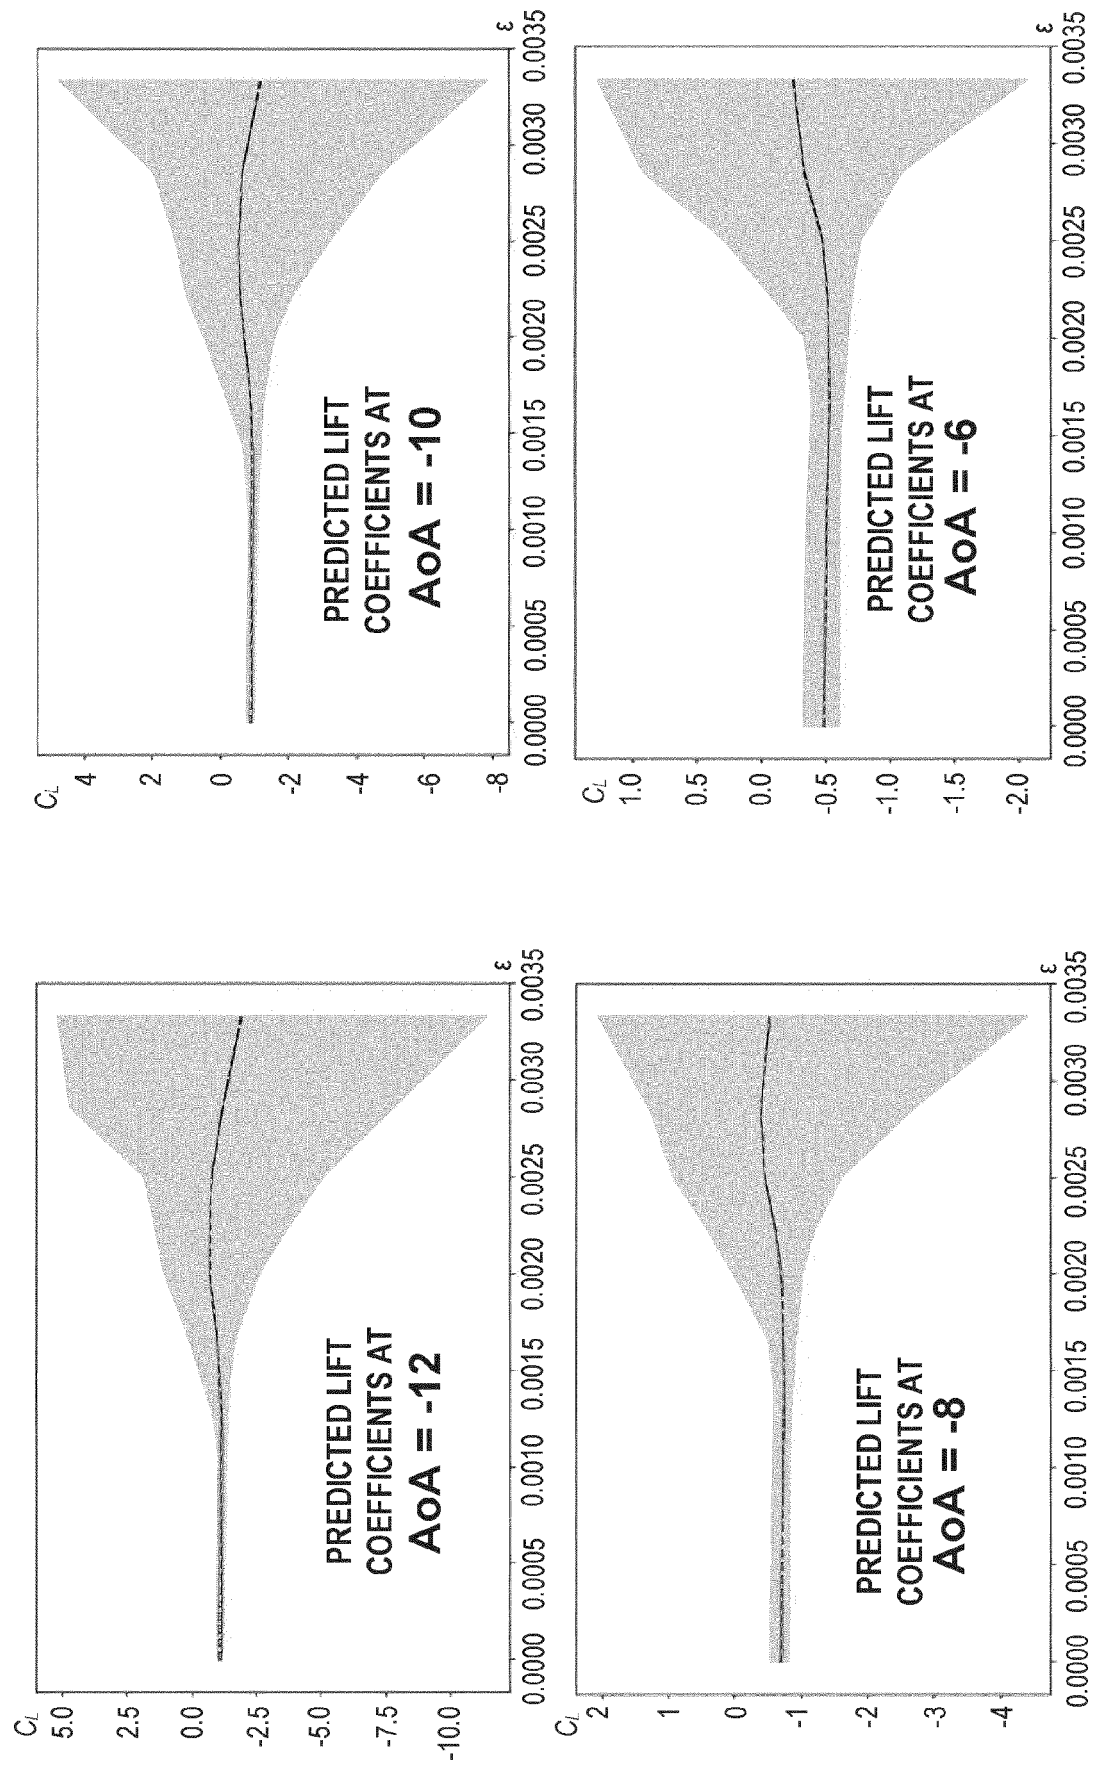 C_L
5.0
2.5
0.0
-2.5
-5.0
-7.5
-10.0
PREDICTED LIFT
COEFFICIENTS AT
AoA = -12
0.0000 0.0005 0.0010 0.0015 0.0020 0.0025 0.0030 0.0035
ε
C_L
4
2
0
-2
-4
-6
-8
PREDICTED LIFT
COEFFICIENTS AT
AoA = -10
0.0000 0.0005 0.0010 0.0015 0.0020 0.0025 0.0030 0.0035
ε
C_L
2
1
0
-1
-2
-3
-4
PREDICTED LIFT
COEFFICIENTS AT
AoA = -8
0.0000 0.0005 0.0010 0.0015 0.0020 0.0025 0.0030 0.0035
ε
C_L
1.0
0.5
0.0
-0.5
-1.0
-1.5
-2.0
PREDICTED LIFT
COEFFICIENTS AT
AoA = -6
0.0000 0.0005 0.0010 0.0015 0.0020 0.0025 0.0030 0.0035
ε